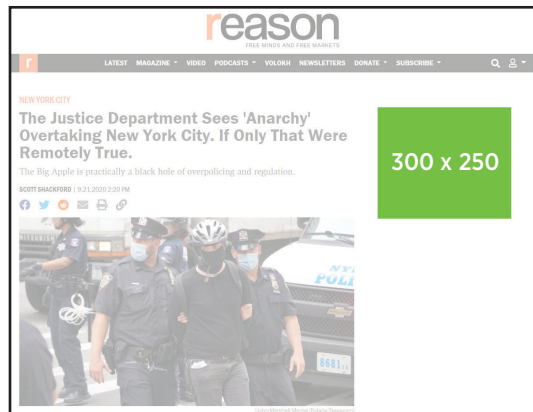 reason
FREE MINDS AND FREE MARKETS
r
LATEST MAGAZINE VIDEO PODCASTS VOLOKH NEWSLETTERS DONATE SUBSCRIBE
NEW YORK CITY
The Justice Department Sees 'Anarchy'
Overtaking New York City. If Only That Were
Remotely True.
The Big Apple is practically a black hole of overpolicing and regulation.
SCOTT SHACKFORD | 9.21.2020 2:20 PM
300 x 250
8681